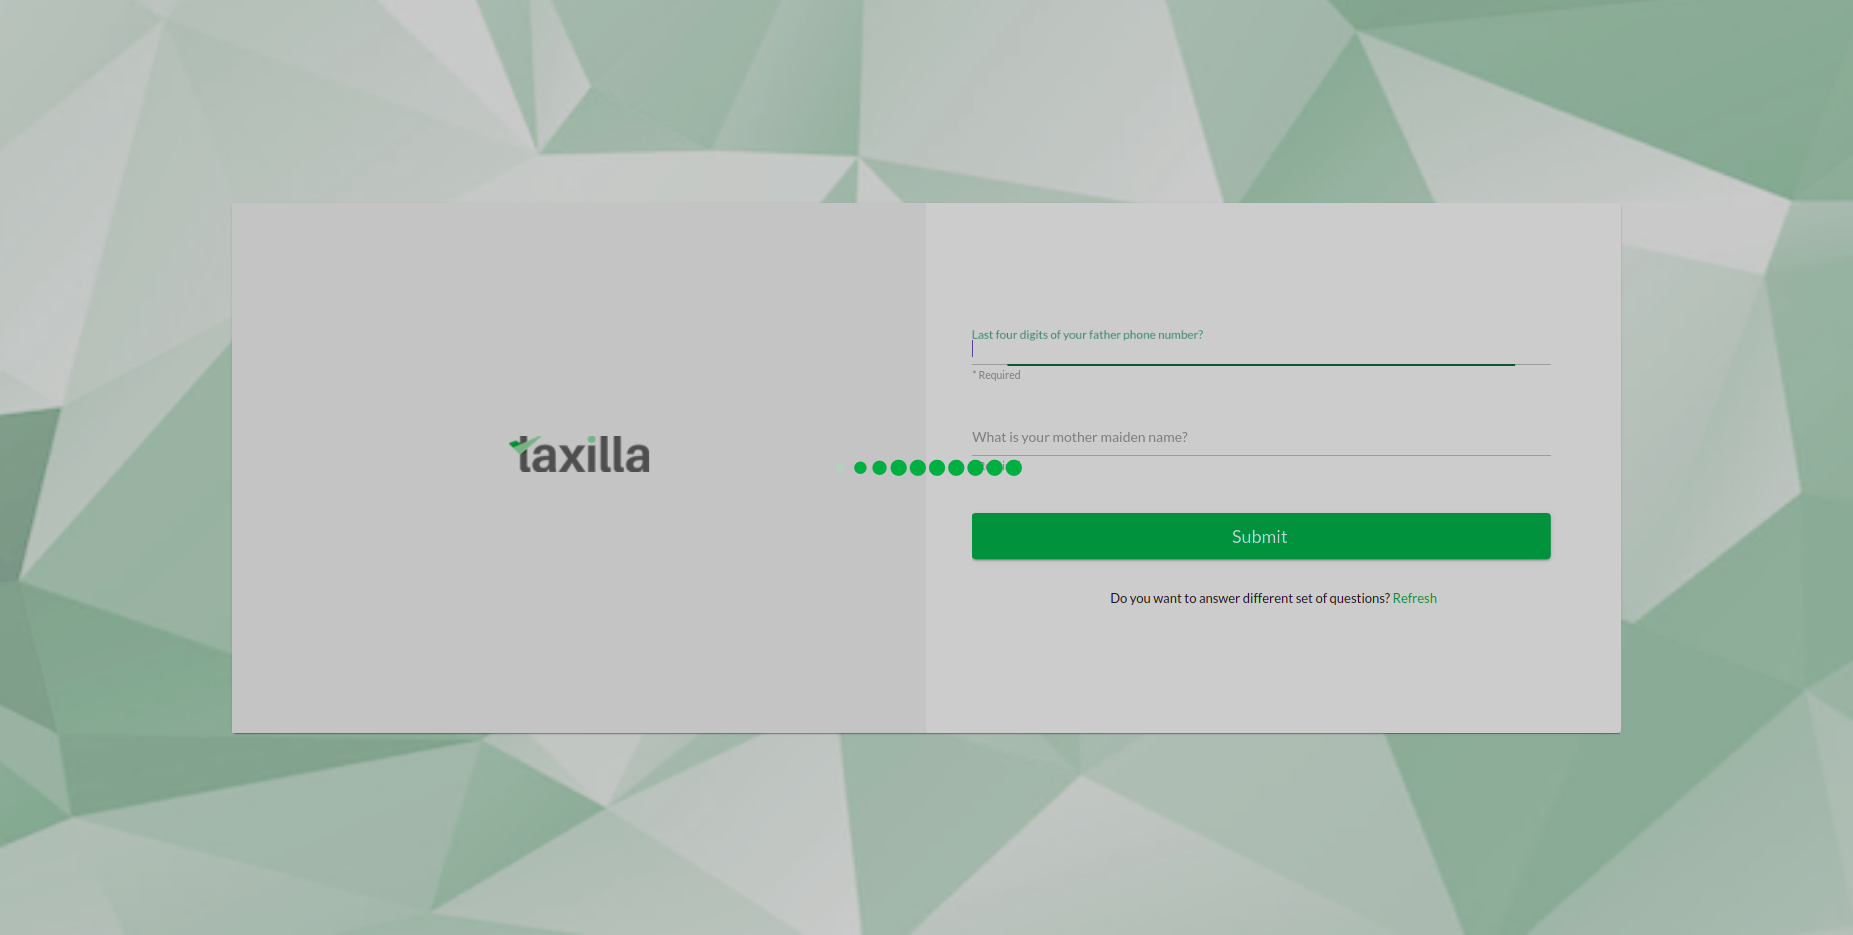 taxilla
Last four digits of your father phone number?
* Required
What is your mother maiden name?
Submit
Do you want to answer different set of questions? Refresh